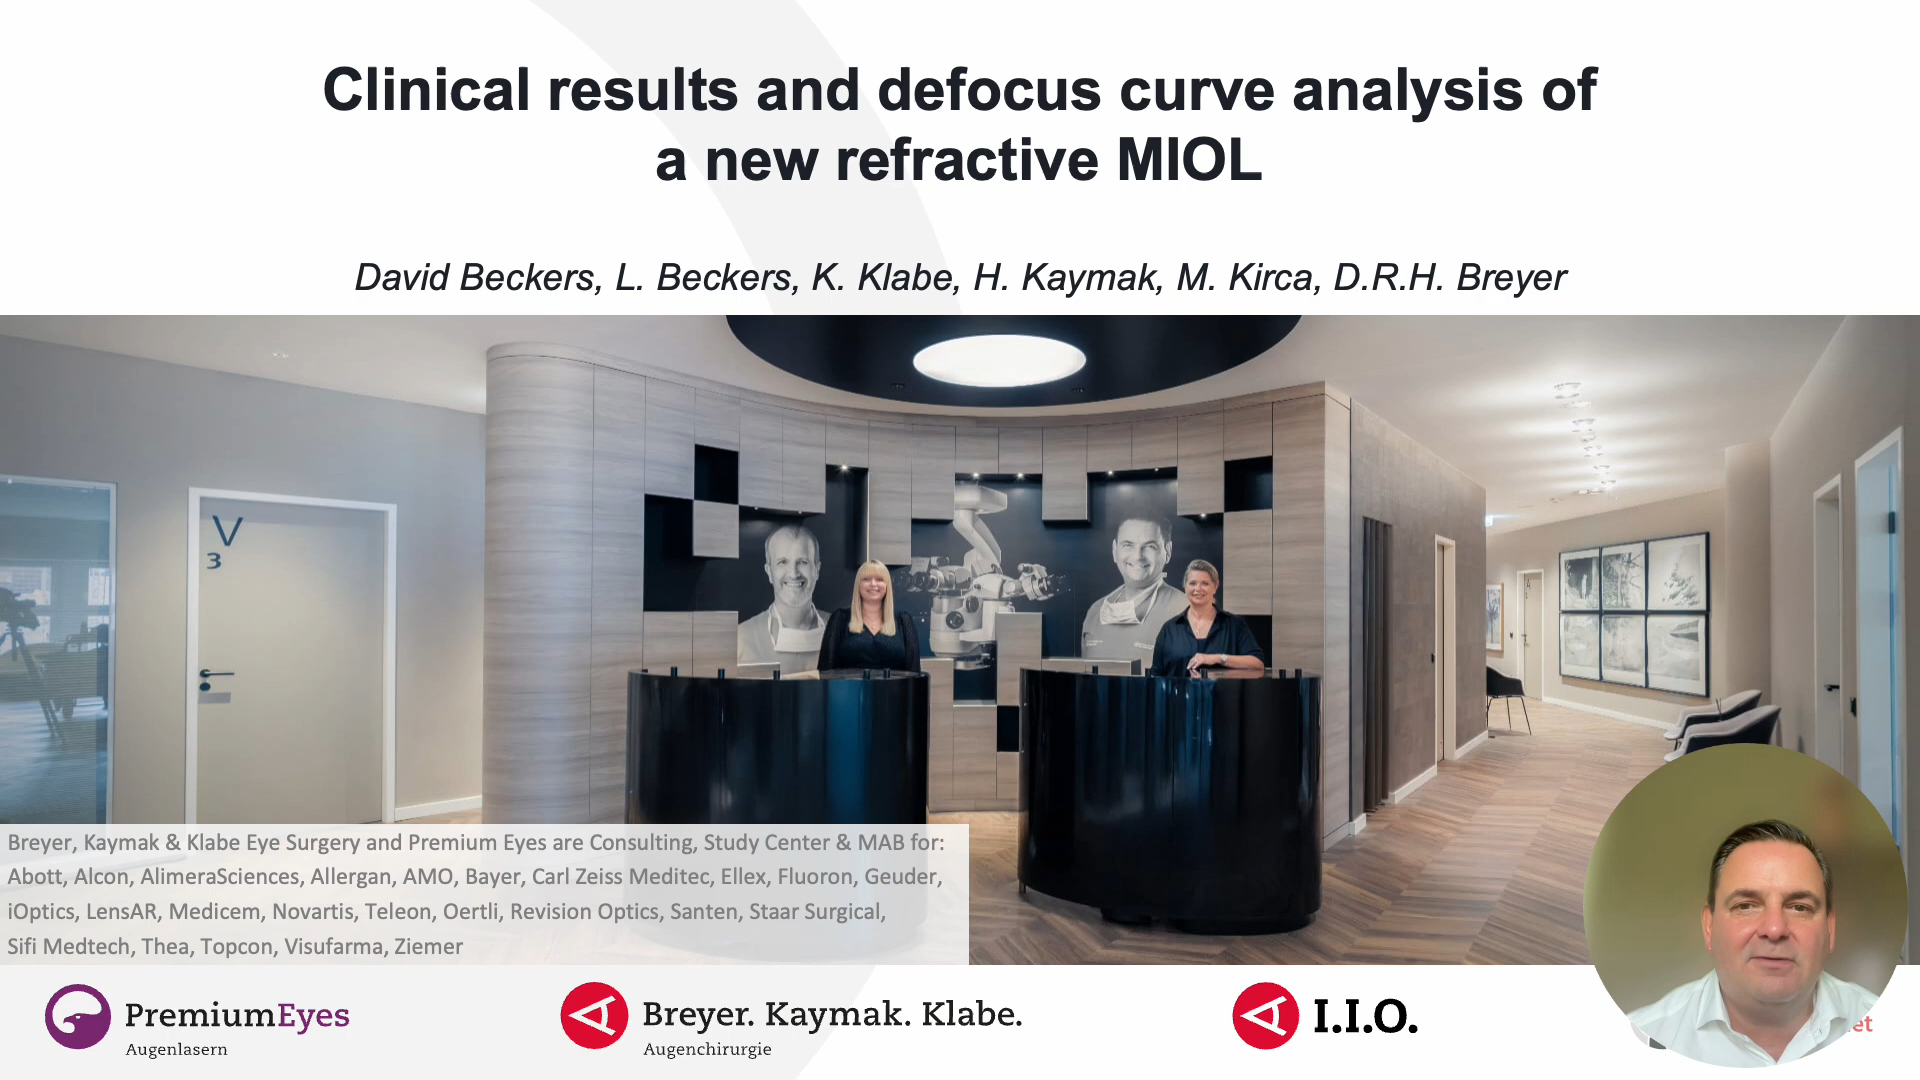 Clinical results and defocus curve analysis of
a new refractive MIOL
David Beckers, L. Beckers, K. Klabe, H. Kaymak, M. Kirca, D.R.H. Breyer
V
3
Breyer, Kaymak & Klabe Eye Surgery and Premium Eyes are Consulting, Study Center & MAB for:
Abott, Alcon, AlimeraSciences, Allergan, AMO, Bayer, Carl Zeiss Meditec, Ellex, Fluoron, Geuder,
iOptics, LensAR, Medicem, Novartis, Teleon, Oertli, Revision Optics, Santen, Staar Surgical,
Sifi Medtech, Thea, Topcon, Visufarma, Ziemer
PremiumEyes
Augenlasern
Breyer. Kaymak. Klabe.
Augenchirurgie
I.I.O.